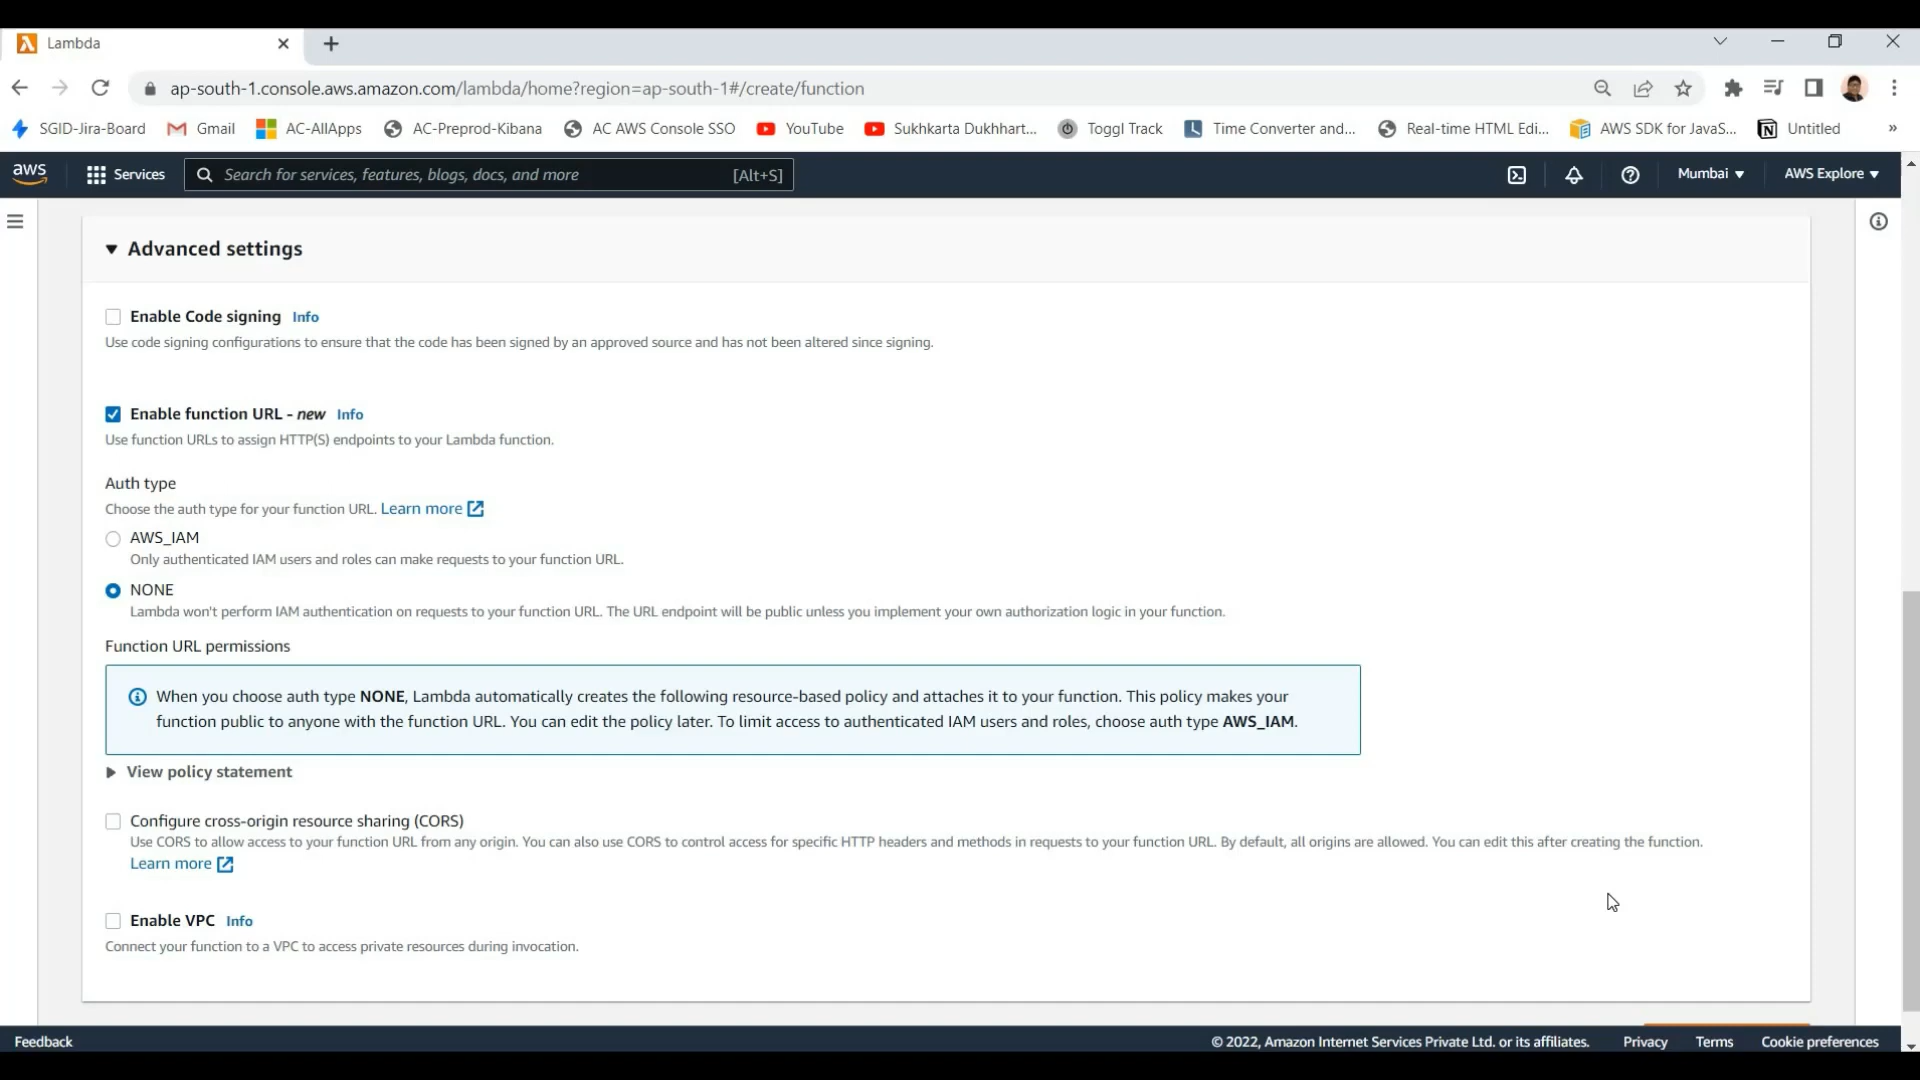 Lambda
ap-south-1.console.aws.amazon.com/lambda/home?region=ap-south-1#/create/function
SGID-Jira-Board
Gmail
AC-AllApps
AC-Preprod-Kibana
AC AWS Console SSO
YouTube
Sukhkarta Dukhhart...
Toggl Track
Time Converter and...
Real-time HTML Edi...
AWS SDK for JavaS...
Untitled
»
aws
Services
Search for services, features, blogs, docs, and more
[Alt+S]
Mumbai
AWS Explore
Advanced settings
Enable Code signing Info
Use code signing configurations to ensure that the code has been signed by an approved source and has not been altered since signing.
Enable function URL - new Info
Use function URLs to assign HTTP(S) endpoints to your Lambda function.
Auth type
Choose the auth type for your function URL. Learn more
AWS_IAM
Only authenticated IAM users and roles can make requests to your function URL.
NONE
Lambda won't perform IAM authentication on requests to your function URL. The URL endpoint will be public unless you implement your own authorization logic in your function.
Function URL permissions
When you choose auth type NONE, Lambda automatically creates the following resource-based policy and attaches it to your function. This policy makes your
function public to anyone with the function URL. You can edit the policy later. To limit access to authenticated IAM users and roles, choose auth type AWS_IAM.
View policy statement
Configure cross-origin resource sharing (CORS)
Use CORS to allow access to your function URL from any origin. You can also use CORS to control access for specific HTTP headers and methods in requests to your function URL. By default, all origins are allowed. You can edit this after creating the function.
Learn more
Enable VPC Info
Connect your function to a VPC to access private resources during invocation.
Feedback
© 2022, Amazon Internet Services Private Ltd. or its affiliates.
Privacy
Terms
Cookie preferences